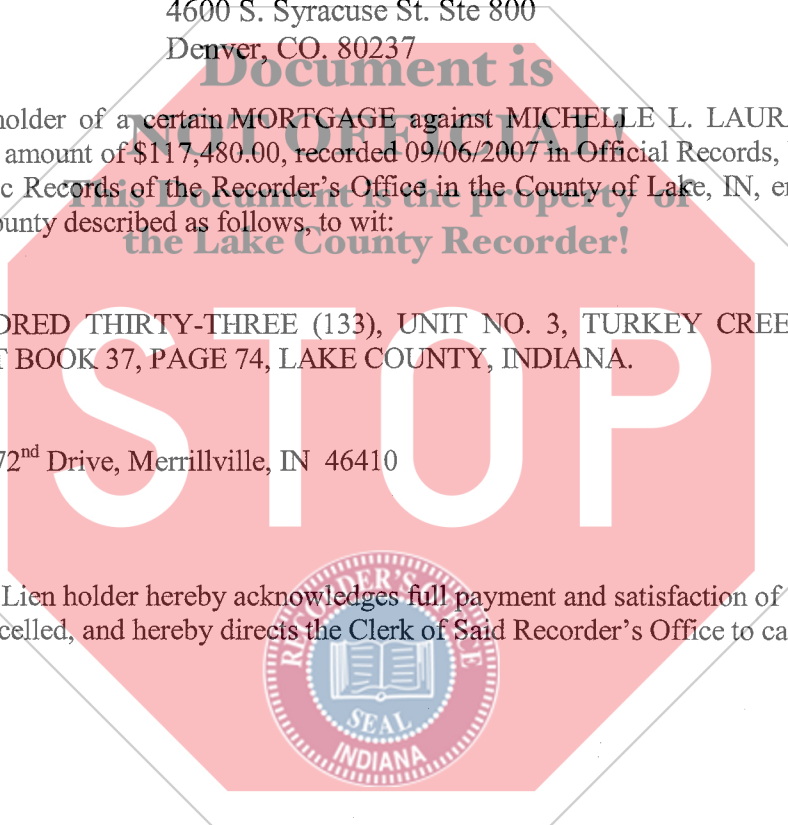 4600 S. Syracuse St. Ste 800
Denver, CO. 80237
Document is
holder of a certain MORTGAGE against MICHELLE L. LAURA
NOT OFFICIAL
amount of $117,480.00, recorded 09/06/2007 in Official Records,
c Records of the Recorder's Office in the County of Lake, IN, en
This Document is the property of
ounty described as follows, to wit:
the Lake County Recorder!
DRED THIRTY-THREE (133), UNIT NO. 3, TURKEY CREE
T BOOK 37, PAGE 74, LAKE COUNTY, INDIANA.
STOP
72nd Drive, Merrillville, IN 46410
Lien holder hereby acknowledges full payment and satisfaction of
celled, and hereby directs the Clerk of Said Recorder's Office to ca
RECORDER'S OFFICE
SEAL
INDIANA